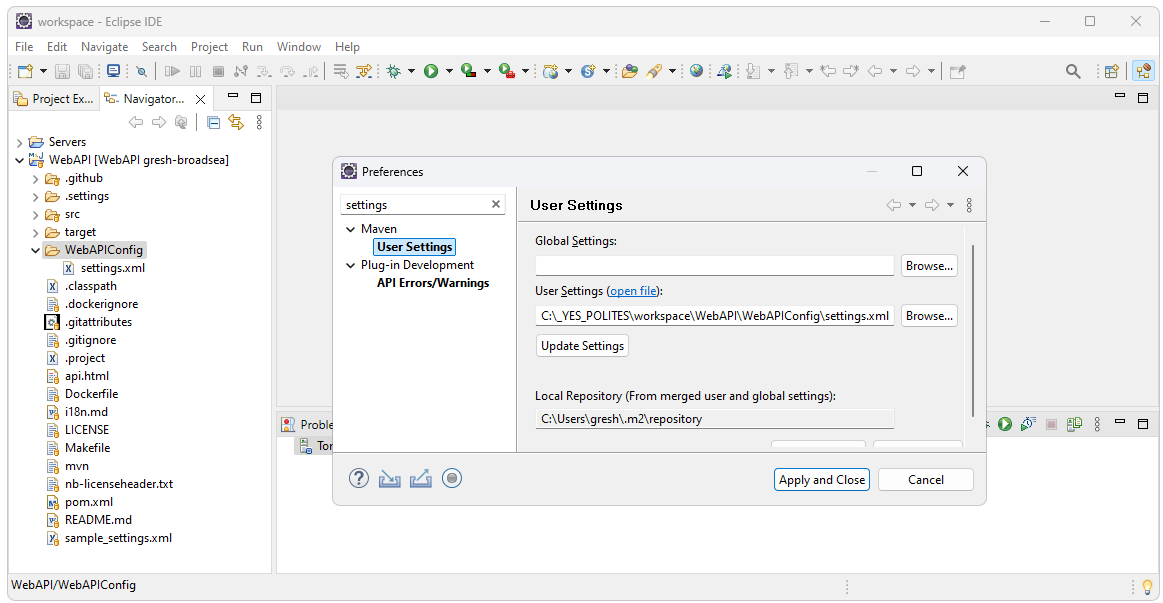 workspace - Eclipse IDE
File Edit Navigate Search Project Run Window Help
Project Ex... Navigator...
Servers
WebAPI [WebAPI gresh-broadsea]
.github
.settings
src
target
WebAPIConfig
settings.xml
.classpath
.dockerignore
.gitattributes
.gitignore
.project
api.html
Dockerfile
i18n.md
LICENSE
Makefile
mvn
nb-licenseheader.txt
pom.xml
README.md
sample_settings.xml
Proble
Tor
Preferences
settings
Maven
User Settings
Plug-in Development
API Errors/Warnings
User Settings
Global Settings:
Browse...
User Settings (open file):
C:\_YES_POLITES\workspace\WebAPI\WebAPIConfig\settings.xml
Browse...
Update Settings
Local Repository (From merged user and global settings):
C:\Users\gresh\.m2\repository
Apply and Close Cancel
WebAPI/WebAPIConfig